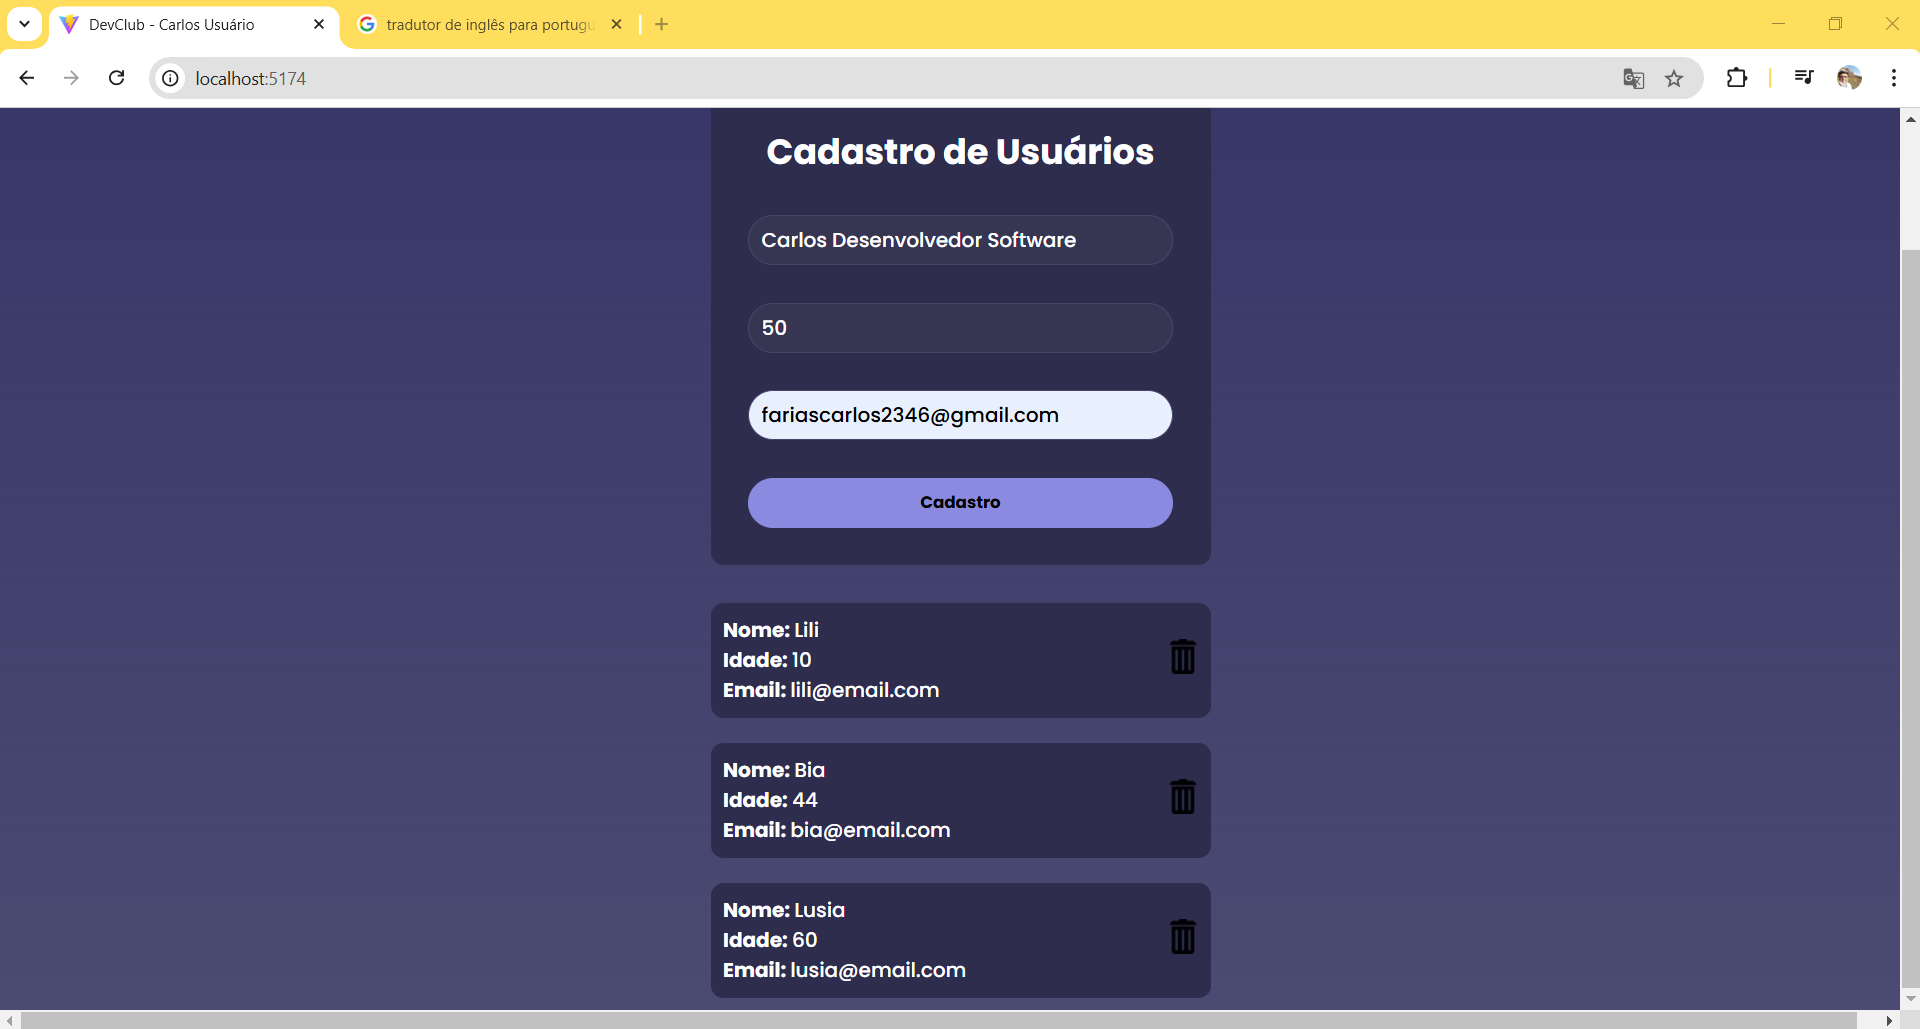 DevClub - Carlos Usuário
tradutor de inglês para portugu
localhost:5174
Cadastro de Usuários
Carlos Desenvolvedor Software
50
fariascarlos2346@gmail.com
Cadastro
Nome: Lili
Idade: 10
Email: lili@email.com
Nome: Bia
Idade: 44
Email: bia@email.com
Nome: Lusia
Idade: 60
Email: lusia@email.com